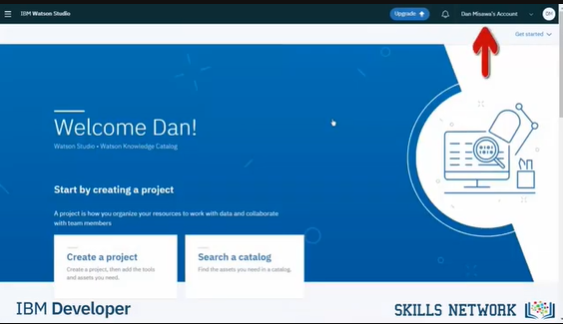 IBM Watson Studio
Upgrade
Dan Misawa's Account
DM
Get started
Welcome Dan!
Watson Studio • Watson Knowledge Catalog
Start by creating a project
A project is how you organize your resources to work with data and collaborate
with team members
Create a project
Create a project, then add the tools
and assets you need.
Search a catalog
Find the assets you need in a catalog.
IBM Developer
SKILLS NETWORK